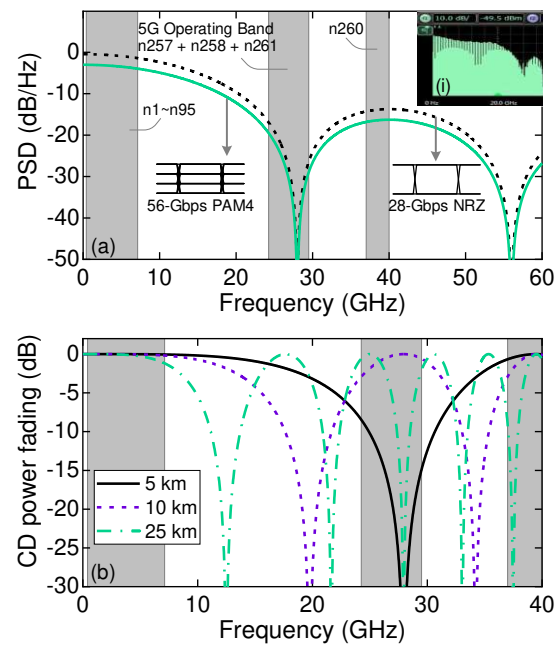 10.0 dB/
-49.5 dBm
(i)
0 Hz
20.0 GHz
5G Operating Band
n257 + n258 + n261
n260
n1~n95
56-Gbps PAM4
28-Gbps NRZ
PSD (dB/Hz)
10
0
-10
-20
-30
-40
-50
(a)
0 10 20 30 40 50 60
Frequency (GHz)
CD power fading (dB)
0
-5
-10
-15
-20
-25
-30
5 km
10 km
25 km
(b)
0 10 20 30 40
Frequency (GHz)